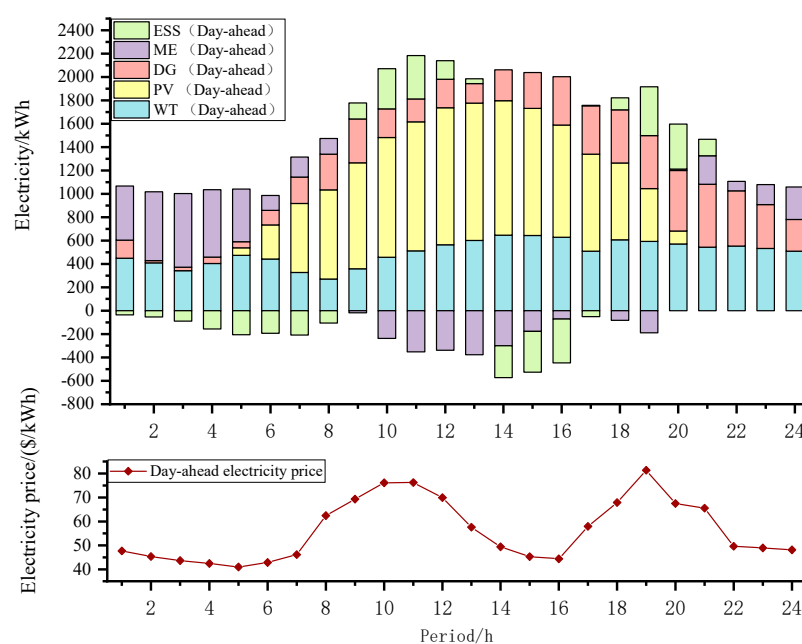 ESS（Day-ahead）
ME （Day-ahead）
DG （Day-ahead）
PV （Day-ahead）
WT （Day-ahead）
Electricity/kWh
2400
2200
2000
1800
1600
1400
1200
1000
800
600
400
200
0
-200
-400
-600
-800
2 4 6 8 10 12 14 16 18 20 22 24
Electricity price/($/kWh)
Day-ahead electricity price
80
70
60
50
40
2 4 6 8 10 12 14 16 18 20 22 24
Period/h